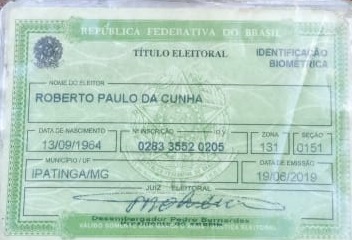 REPÚBLICA FEDERATIVA DO BRASIL
TÍTULO ELEITORAL
IDENTIFICAÇÃO
BIOMÉTRICA
NOME DO ELEITOR
ROBERTO PAULO DA CUNHA
DATA DE NASCIMENTO Nº INSCRIÇÃO ZONA SEÇÃO
13/09/1964 0283 3552 0205 131 0151
MUNICÍPIO / UF DATA DE EMISSÃO
IPATINGA/MG 19/06/2019
JUIZ ELEITORAL
Desembargador Pedro Bernardes